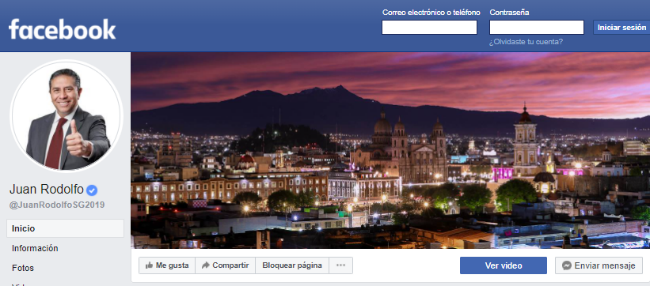 facebook
Correo electrónico o teléfono
Contraseña
Iniciar sesión
¿Olvidaste tu cuenta?
Juan Rodolfo
@JuanRodolfoSG2019
Inicio
Información
Fotos
Me gusta
Compartir
Bloquear página
Ver video
Enviar mensaje